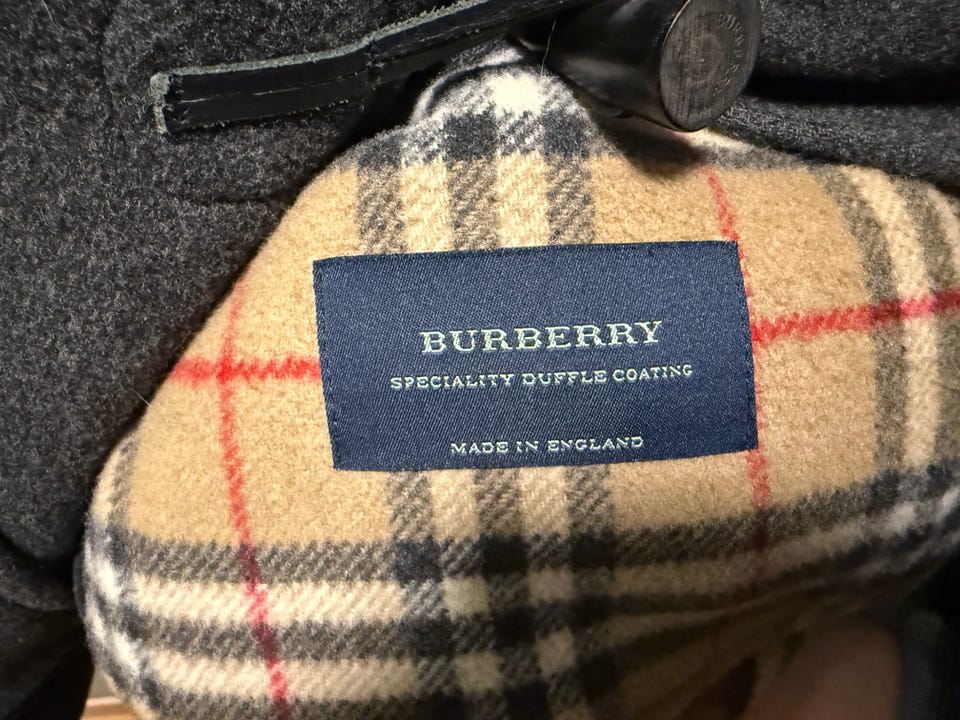 BURBERRY
SPECIALITY DUFFLE COATING
MADE IN ENGLAND